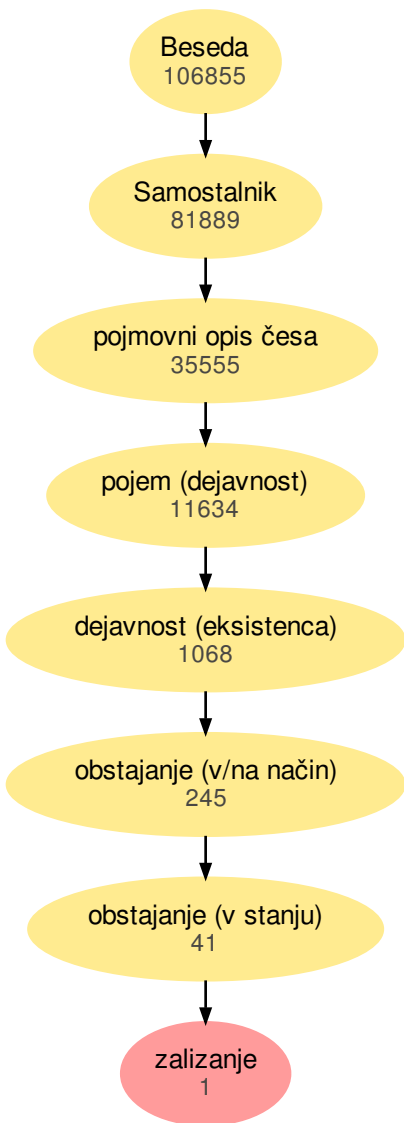 Beseda
106855
Samostalnik
81889
pojmovni opis česa
35555
pojem (dejavnost)
11634
dejavnost (eksistenca)
1068
obstajanje (v/na način)
245
obstajanje (v stanju)
41
zalizanje
1